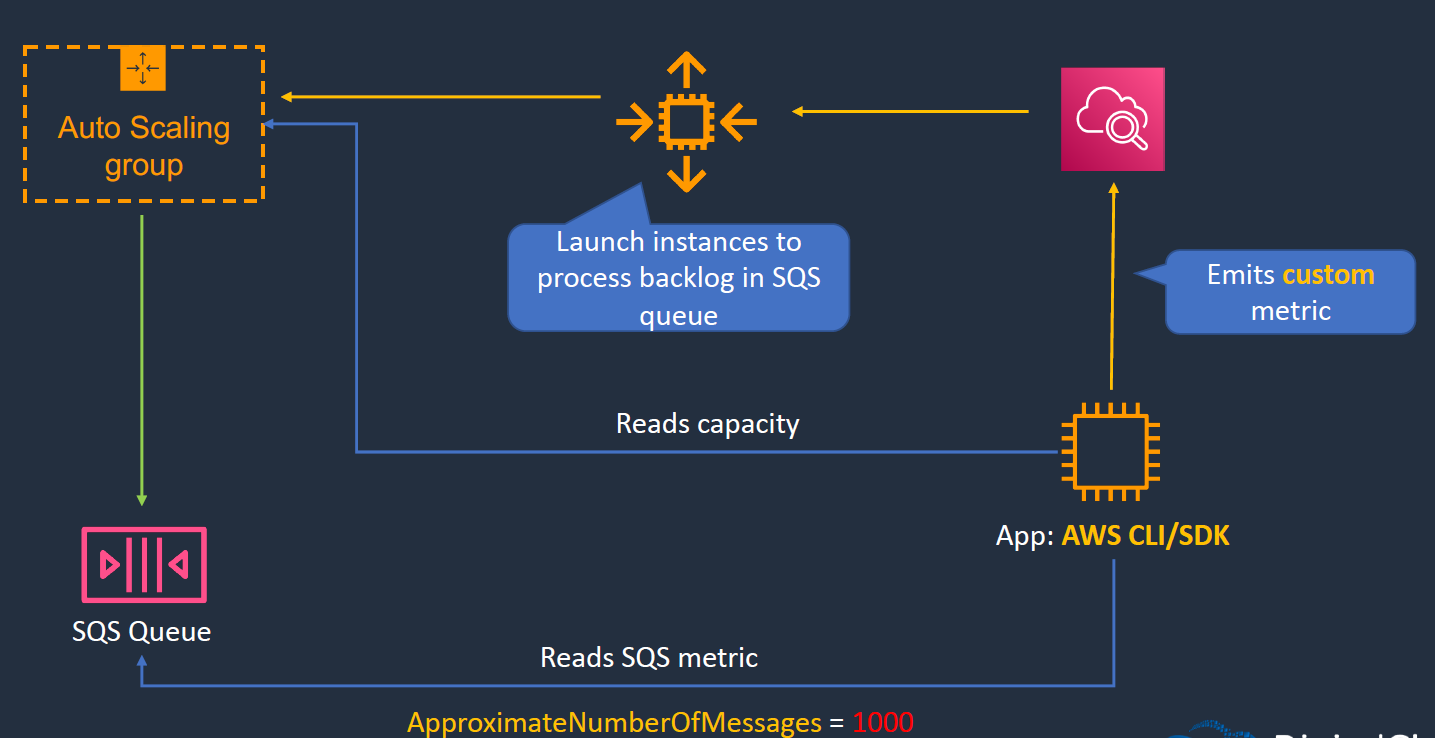 Auto Scaling
group
Launch instances to
process backlog in SQS
queue
Emits custom
metric
Reads capacity
App: AWS CLI/SDK
SQS Queue
Reads SQS metric
ApproximateNumberOfMessages = 1000